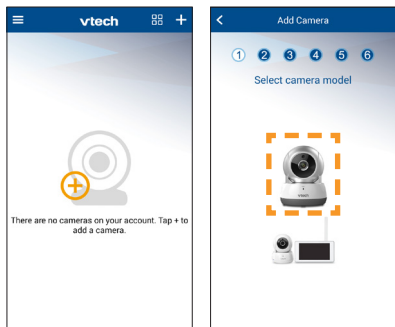 vtech
There are no cameras on your account. Tap + to
add a camera.
Add Camera
1 2 3 4 5 6
Select camera model
vtech